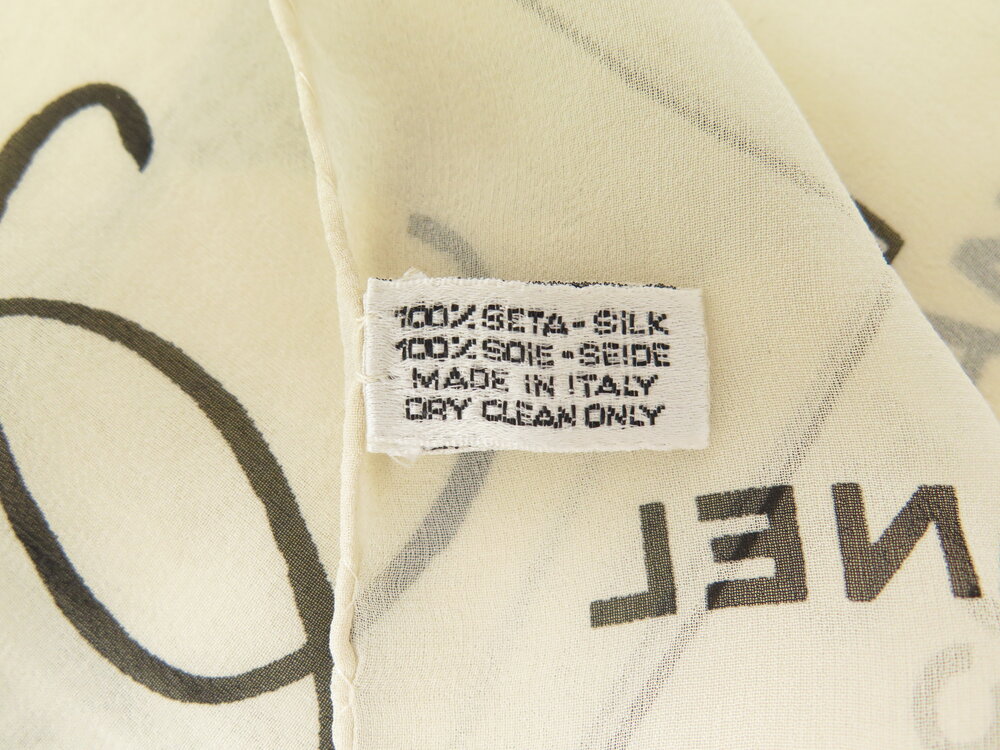 100% SETA - SILK
100% SOIE - SEIDE
MADE IN ITALY
DRY CLEAN ONLY
NEL